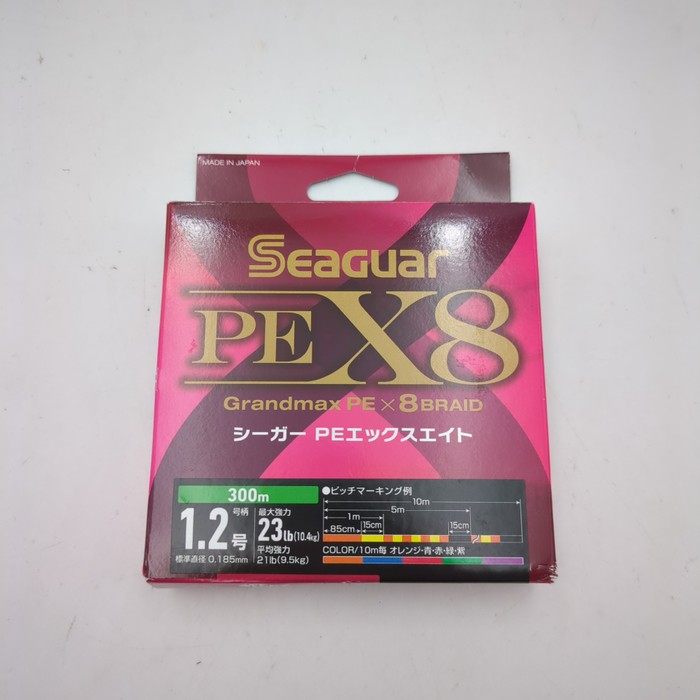 MADE IN JAPAN
SEAGUAR
PE X8
Grandmax PE×8BRAID
シーガー PEエックスエイト
300m
1.2号
号柄
標準直径 0.185mm
最大強力
23lb(10.4kg)
平均強力
21lb(9.5kg)
●ピッチマーキング例
10m
5m
1m
85cm 15cm 15cm
COLOR/10m毎 オレンジ・青・赤・緑・紫